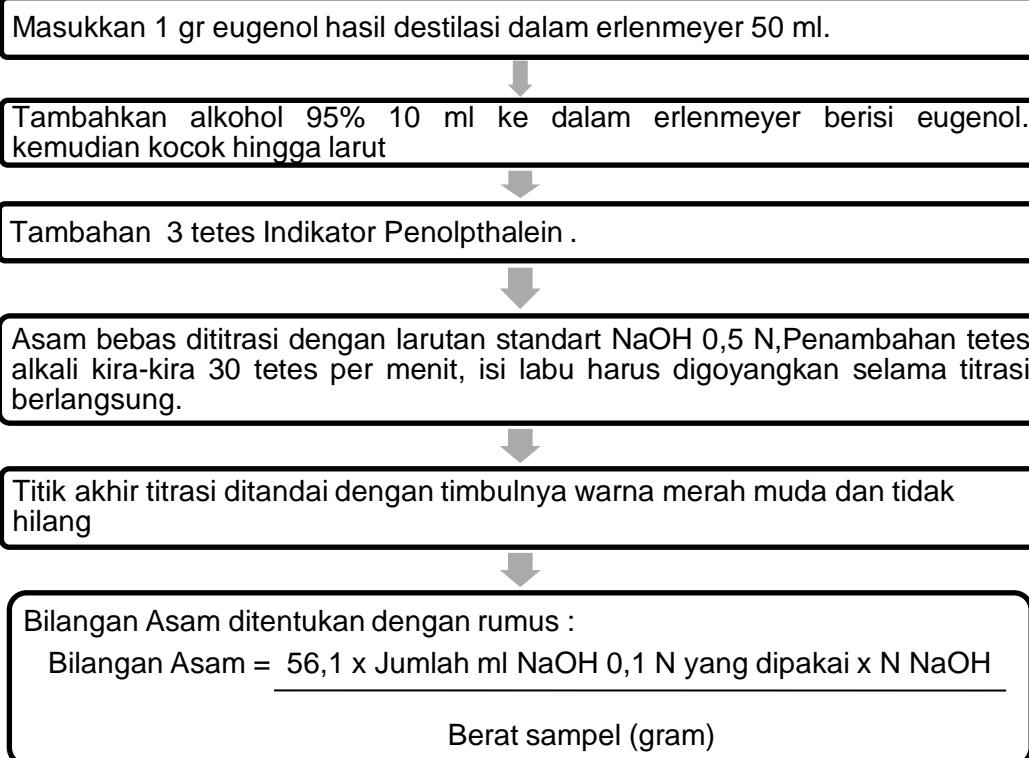 Masukkan 1 gr eugenol hasil destilasi dalam erlenmeyer 50 ml.
Tambahkan alkohol 95% 10 ml ke dalam erlenmeyer berisi eugenol.
kemudian kocok hingga larut
Tambahan 3 tetes Indikator Penolpthalein .
Asam bebas dititrasi dengan larutan standart NaOH 0,5 N,Penambahan tetes
alkali kira-kira 30 tetes per menit, isi labu harus digoyangkan selama titrasi
berlangsung.
Titik akhir titrasi ditandai dengan timbulnya warna merah muda dan tidak
hilang
Bilangan Asam ditentukan dengan rumus :
Bilangan Asam = 56,1 x Jumlah ml NaOH 0,1 N yang dipakai x N NaOH
Berat sampel (gram)